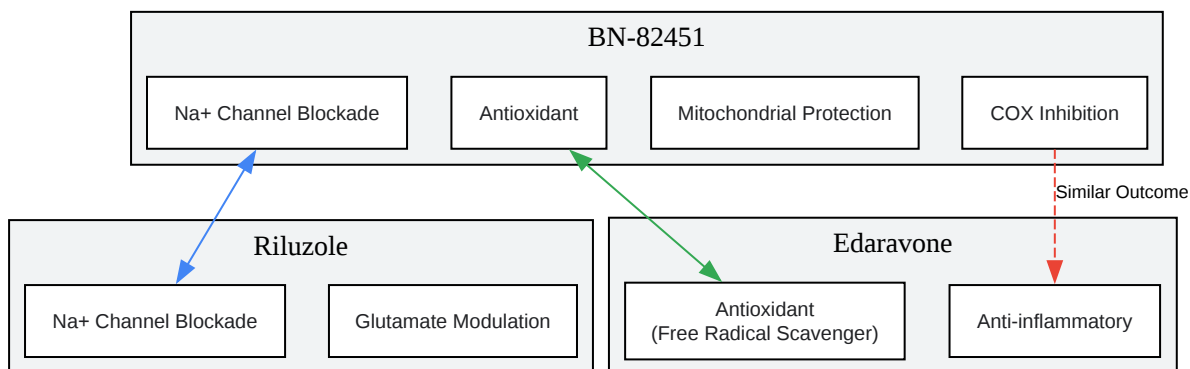 BN-82451
Na+ Channel Blockade
Antioxidant
Mitochondrial Protection
COX Inhibition
Similar Outcome
Riluzole
Na+ Channel Blockade
Glutamate Modulation
Edaravone
Antioxidant
(Free Radical Scavenger)
Anti-inflammatory